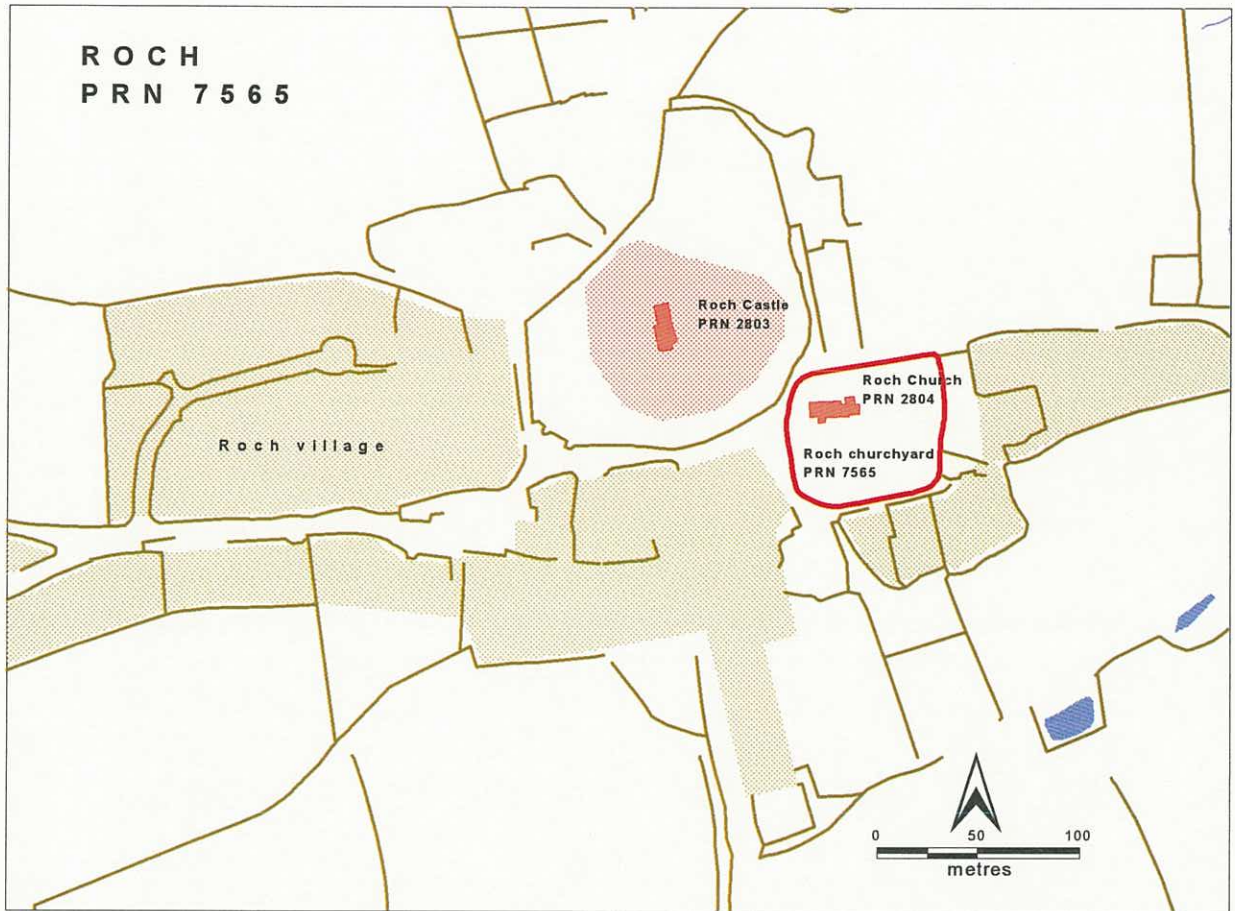 ROCH
PRN 7565
Roch Castle
PRN 2803
Roch Church
PRN 2804
Roch village
Roch churchyard
PRN 7565
0 50 100
metres